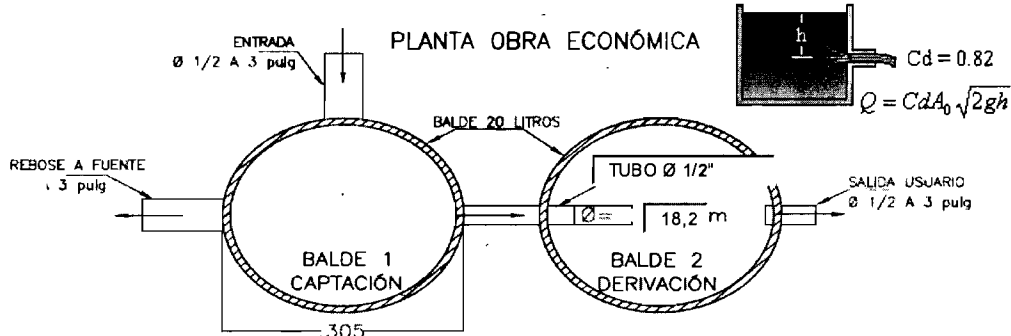 PLANTA OBRA ECONÓMICA
h
Cd = 0.82
Q = CdA₀√2gh
ENTRADA
Ø 1/2 A 3 pulg
BALDE 20 LITROS
REBOSE A FUENTE
3 pulg
TUBO Ø 1/2"
Ø=
18,2 m
SALIDA USUARIO
Ø 1/2 A 3 pulg
BALDE 1
CAPTACIÓN
BALDE 2
DERIVACIÓN
.305